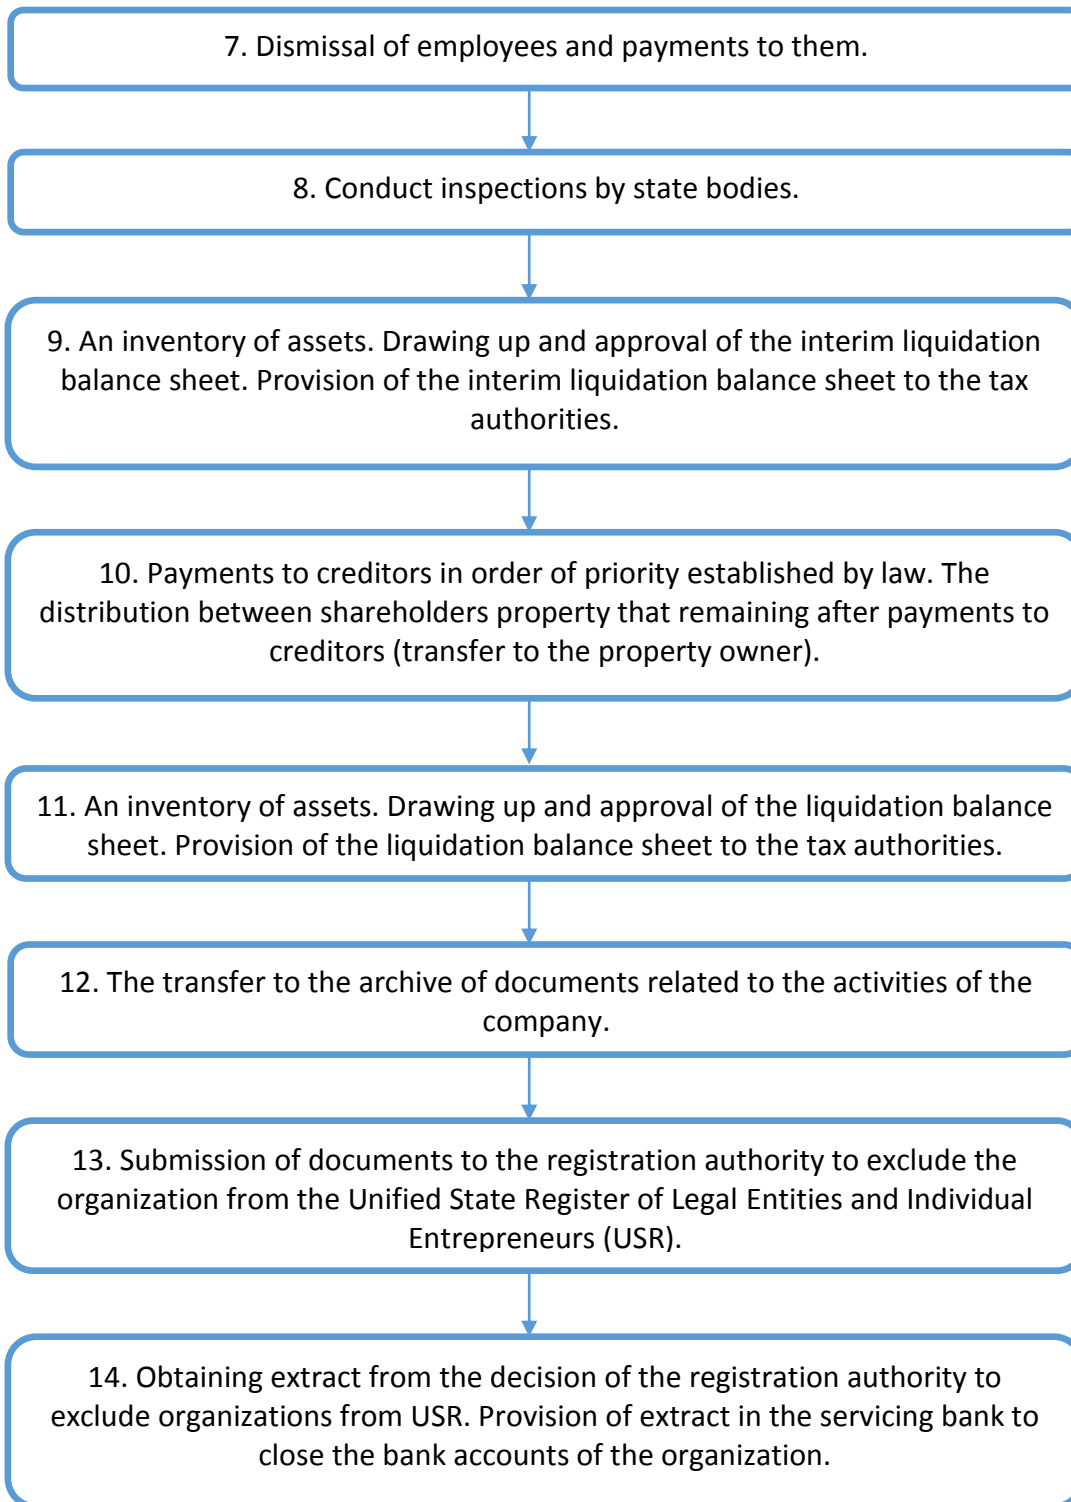 7. Dismissal of employees and payments to them.
8. Conduct inspections by state bodies.
9. An inventory of assets. Drawing up and approval of the interim liquidation
balance sheet. Provision of the interim liquidation balance sheet to the tax
authorities.
10. Payments to creditors in order of priority established by law. The
distribution between shareholders property that remaining after payments to
creditors (transfer to the property owner).
11. An inventory of assets. Drawing up and approval of the liquidation balance
sheet. Provision of the liquidation balance sheet to the tax authorities.
12. The transfer to the archive of documents related to the activities of the
company.
13. Submission of documents to the registration authority to exclude the
organization from the Unified State Register of Legal Entities and Individual
Entrepreneurs (USR).
14. Obtaining extract from the decision of the registration authority to
exclude organizations from USR. Provision of extract in the servicing bank to
close the bank accounts of the organization.